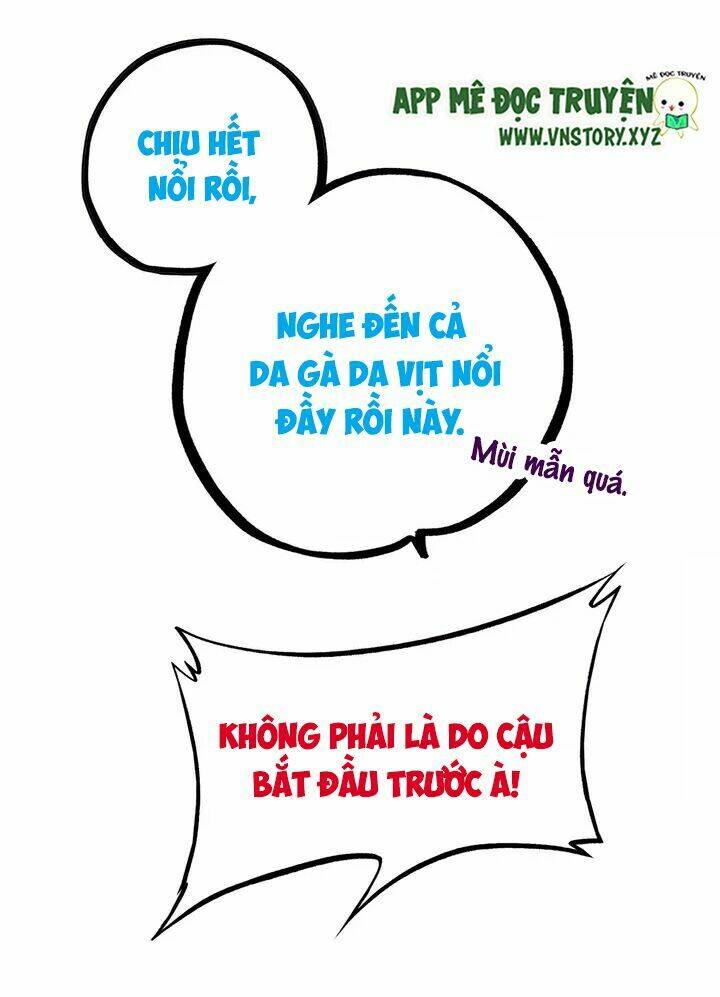 MÊ ĐỌC TRUYỆN
APP MÊ ĐỌC TRUYỆN
WWW.VNSTORY.XYZ
CHỊU HẾT
NỔI RỒI,
NGHE ĐẾN CẢ
DA GÀ DA VỊT NỔI
ĐẦY RỒI NÀY.
Mùi mẫn quá.
KHÔNG PHẢI LÀ DO CẬU
BẮT ĐẦU TRƯỚC À!